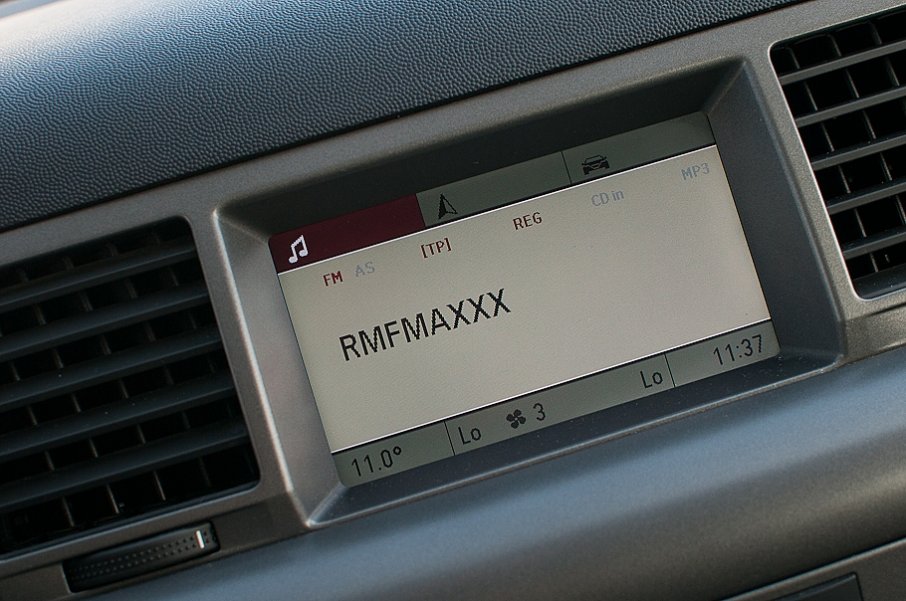 FM AS [TP] REG CD in MP3
RMFMAXXX
11.0° Lo 3 Lo 11:37